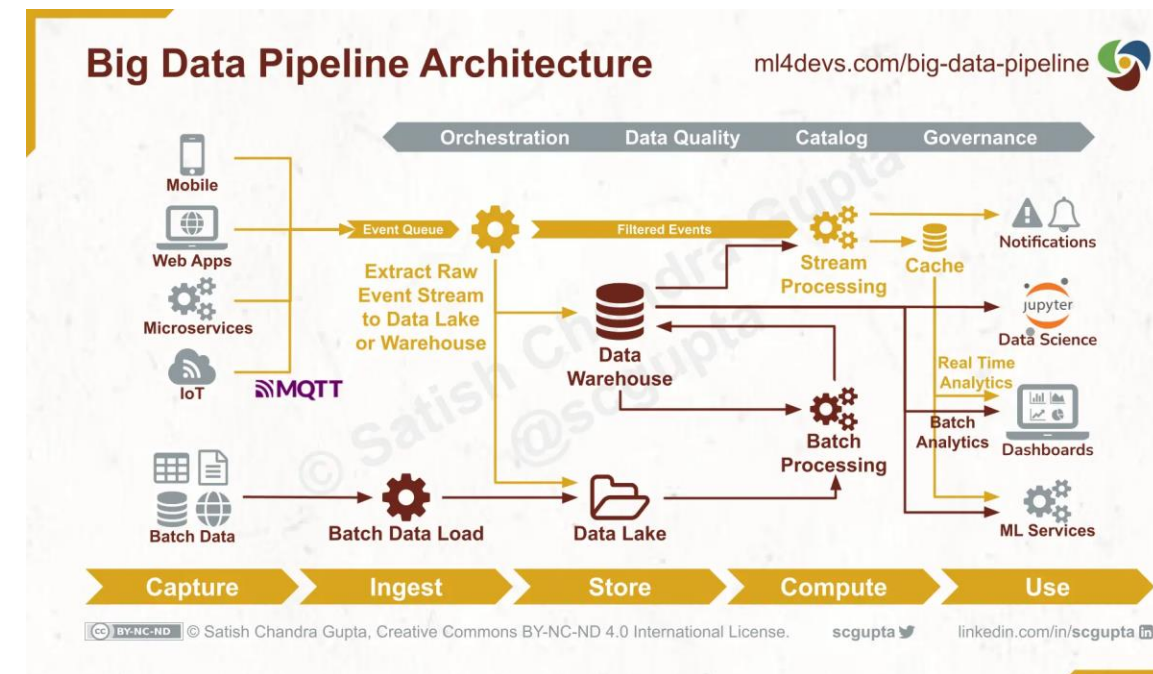 Big Data Pipeline Architecture
ml4devs.com/big-data-pipeline
Orchestration Data Quality Catalog Governance
Mobile
Web Apps
Microservices
IoT
MQTT
Batch Data
Event Queue
Extract Raw
Event Stream
to Data Lake
or Warehouse
Batch Data Load
Filtered Events
Data
Warehouse
Data Lake
Stream
Processing
Batch
Processing
Cache
Notifications
jupyter
Data Science
Real Time
Analytics
Batch
Analytics
Dashboards
ML Services
© Satish Chandra Gupta
@scgupta
Capture Ingest Store Compute Use
cc BY-NC-ND © Satish Chandra Gupta, Creative Commons BY-NC-ND 4.0 International License. scgupta linkedin.com/in/scgupta in